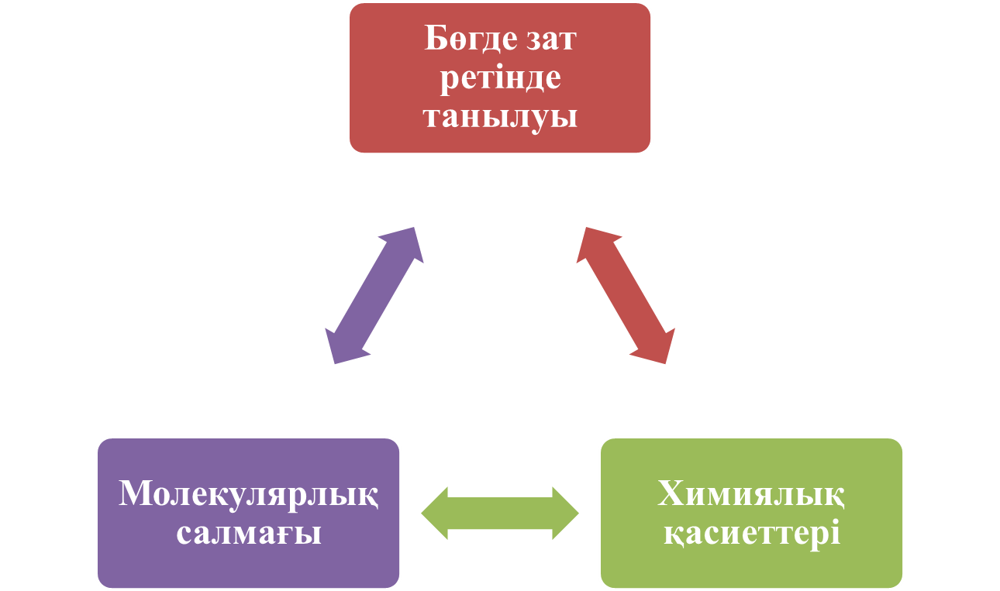 Бөгде зат
ретінде
танылуы
Молекулярлық
салмағы
Химиялық
қасиеттері